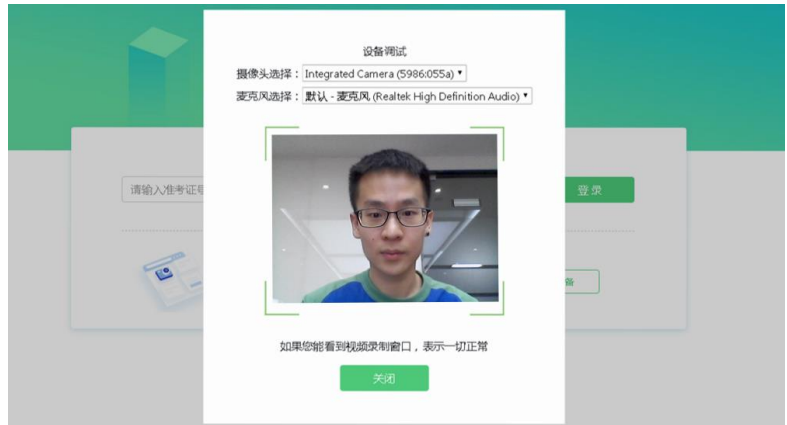 设备调试
摄像头选择：Integrated Camera (5986:055a)
麦克风选择：默认 - 麦克风 (Realtek High Definition Audio)
请输入准考证号
登录
备
如果您能看到视频录制窗口，表示一切正常
关闭